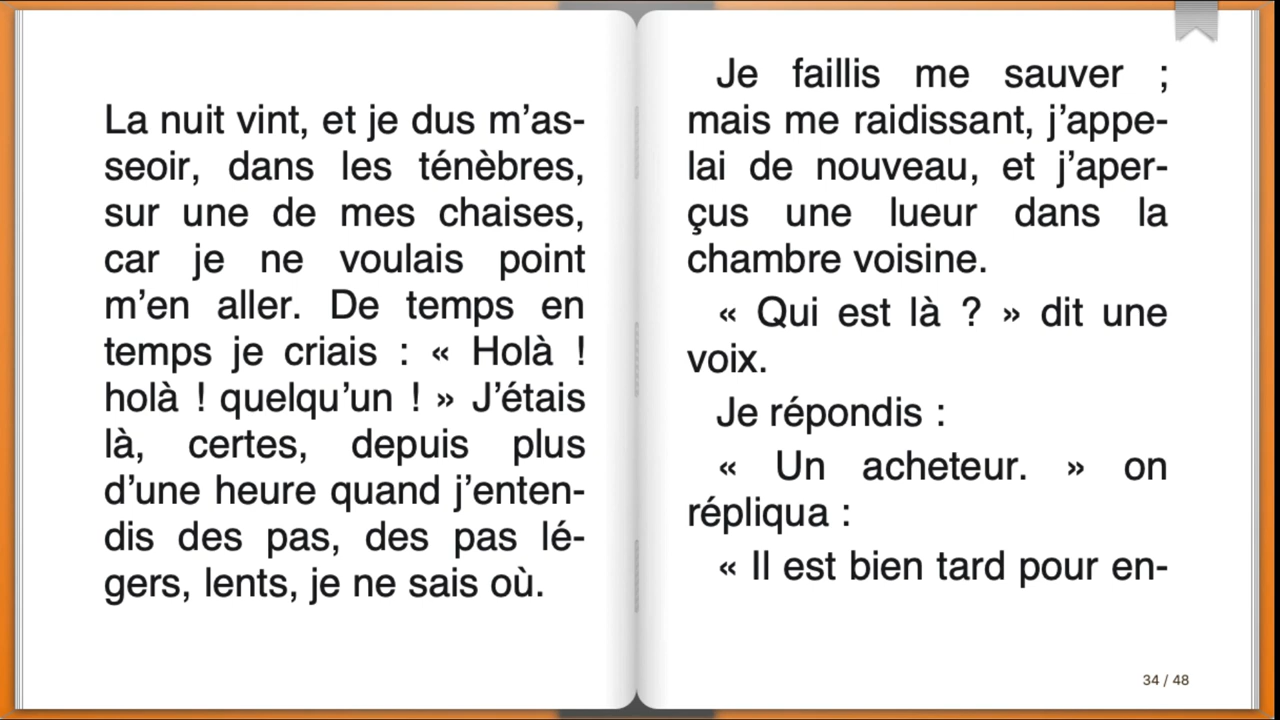 La nuit vint, et je dus m’as-
seoir, dans les ténèbres,
sur une de mes chaises,
car je ne voulais point
m’en aller. De temps en
temps je criais : « Holà !
holà ! quelqu’un ! » J’étais
là, certes, depuis plus
d’une heure quand j’enten-
dis des pas, des pas lé-
gers, lents, je ne sais où.
Je faillis me sauver ;
mais me raidissant, j’appe-
lai de nouveau, et j’aper-
çus une lueur dans la
chambre voisine.
« Qui est là ? » dit une
voix.
Je répondis :
« Un acheteur. » on
répliqua :
« Il est bien tard pour en-
34 / 48